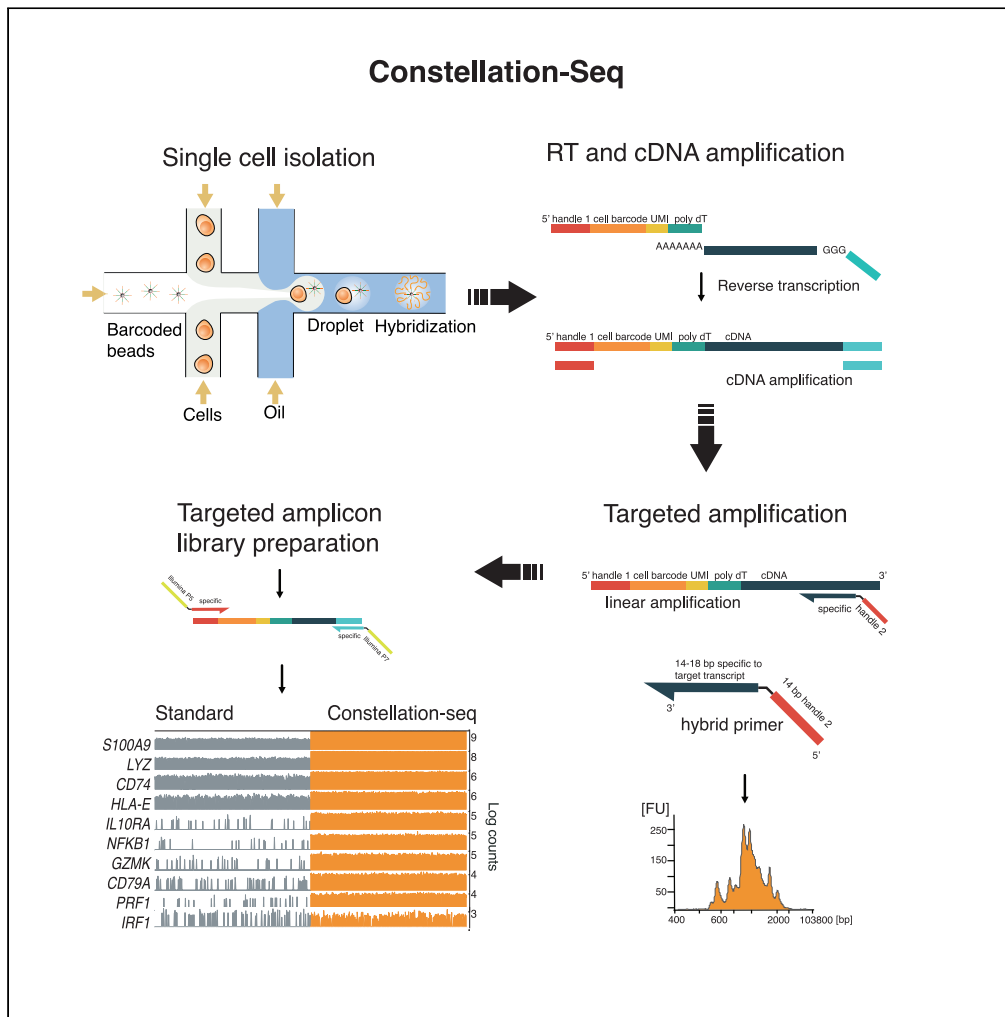 Constellation-Seq
Single cell isolation
Barcoded
beads
Droplet
Hybridization
Cells
Oil
RT and cDNA amplification
5' handle 1 cell barcode UMI poly dT
AAAAAAA
GGG
Reverse transcription
5' handle 1 cell barcode UMI poly dT cDNA
cDNA amplification
Targeted amplification
5' handle 1 cell barcode UMI poly dT cDNA 3'
linear amplification
specific
handle 2
14-18 bp specific to
target transcript
14 bp handle 2
3'
hybrid primer
5'
[FU]
250
150
50
400 600 2000 103800 [bp]
Targeted amplicon
library preparation
Illumina P5
specific
specific
Illumina P7
Standard Constellation-seq
S100A9 9
LYZ 8
CD74 6
HLA-E 6
IL10RA 5
NFKB1 5
GZMK 5
CD79A 4
PRF1 4
IRF1 3
Log counts